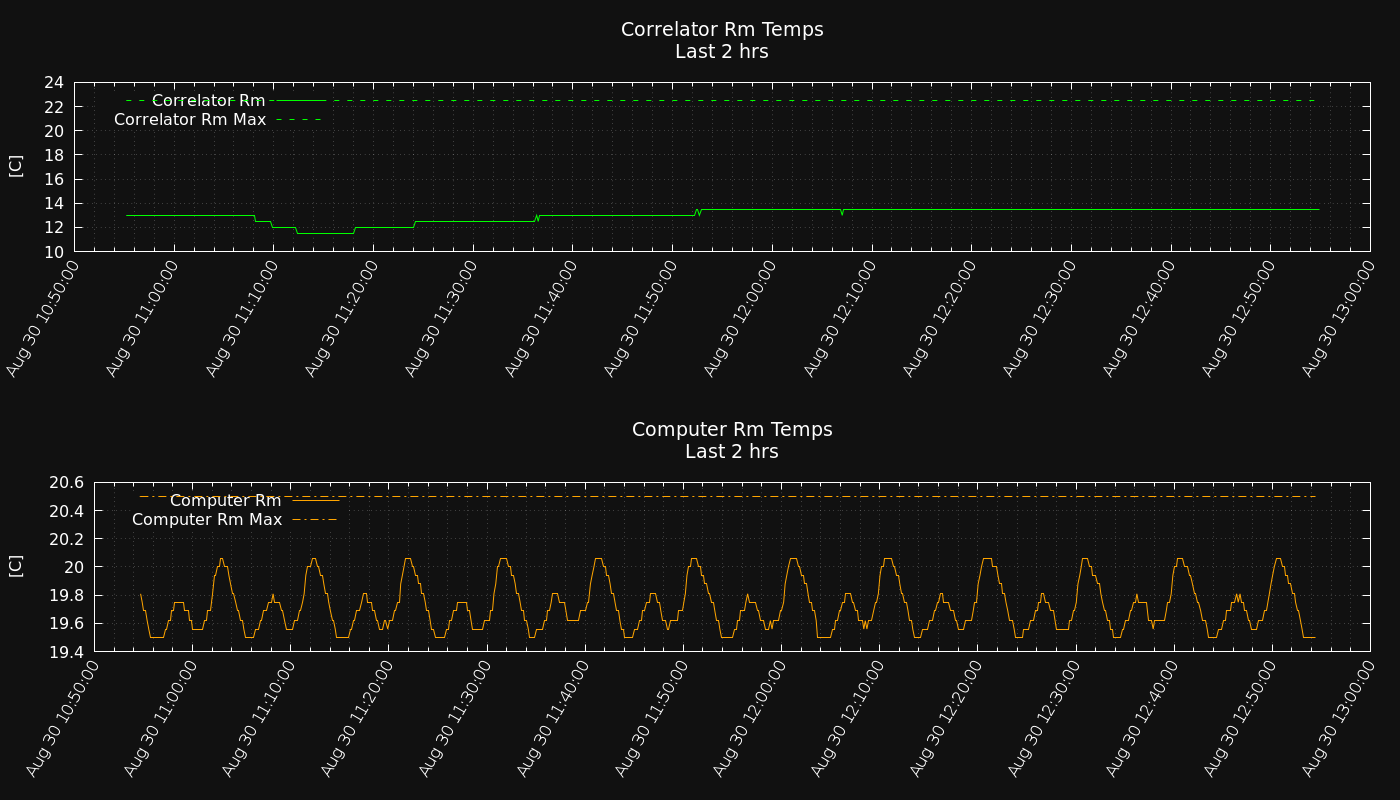 Correlator Rm Temps
Last 2 hrs
24
22
20
18
16
14
12
10
[C]
Correlator Rm
Correlator Rm Max
Aug 30 10:50:00
Aug 30 11:00:00
Aug 30 11:10:00
Aug 30 11:20:00
Aug 30 11:30:00
Aug 30 11:40:00
Aug 30 11:50:00
Aug 30 12:00:00
Aug 30 12:10:00
Aug 30 12:20:00
Aug 30 12:30:00
Aug 30 12:40:00
Aug 30 12:50:00
Aug 30 13:00:00
Computer Rm Temps
Last 2 hrs
20.6
20.4
20.2
20
19.8
19.6
19.4
[C]
Computer Rm
Computer Rm Max
Aug 30 10:50:00
Aug 30 11:00:00
Aug 30 11:10:00
Aug 30 11:20:00
Aug 30 11:30:00
Aug 30 11:40:00
Aug 30 11:50:00
Aug 30 12:00:00
Aug 30 12:10:00
Aug 30 12:20:00
Aug 30 12:30:00
Aug 30 12:40:00
Aug 30 12:50:00
Aug 30 13:00:00